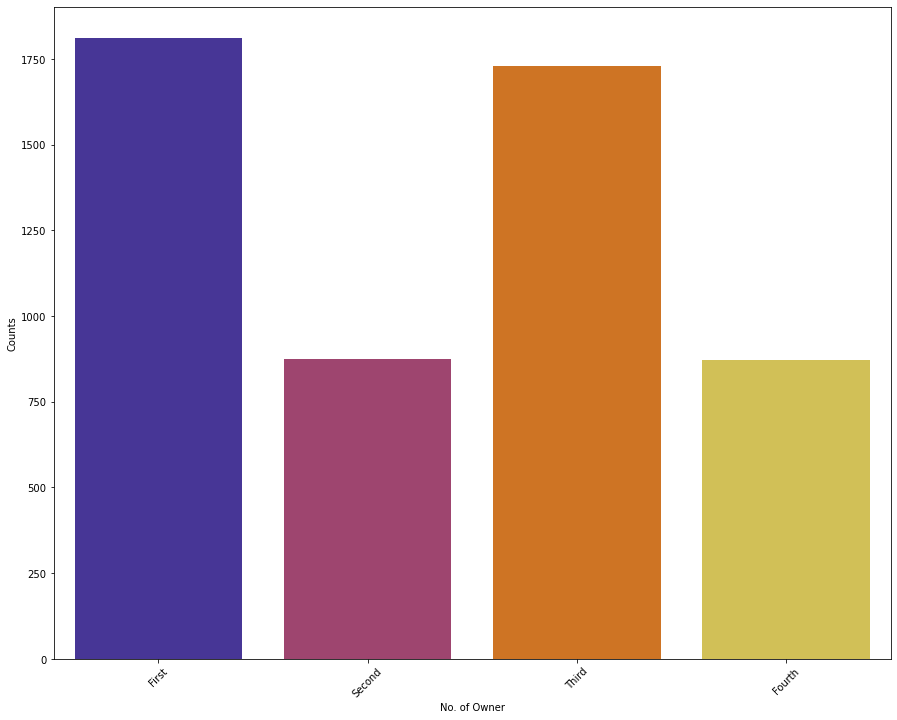 1750
1500
1250
1000
750
500
250
0
Counts
First
Second
Third
Fourth
No. of Owner